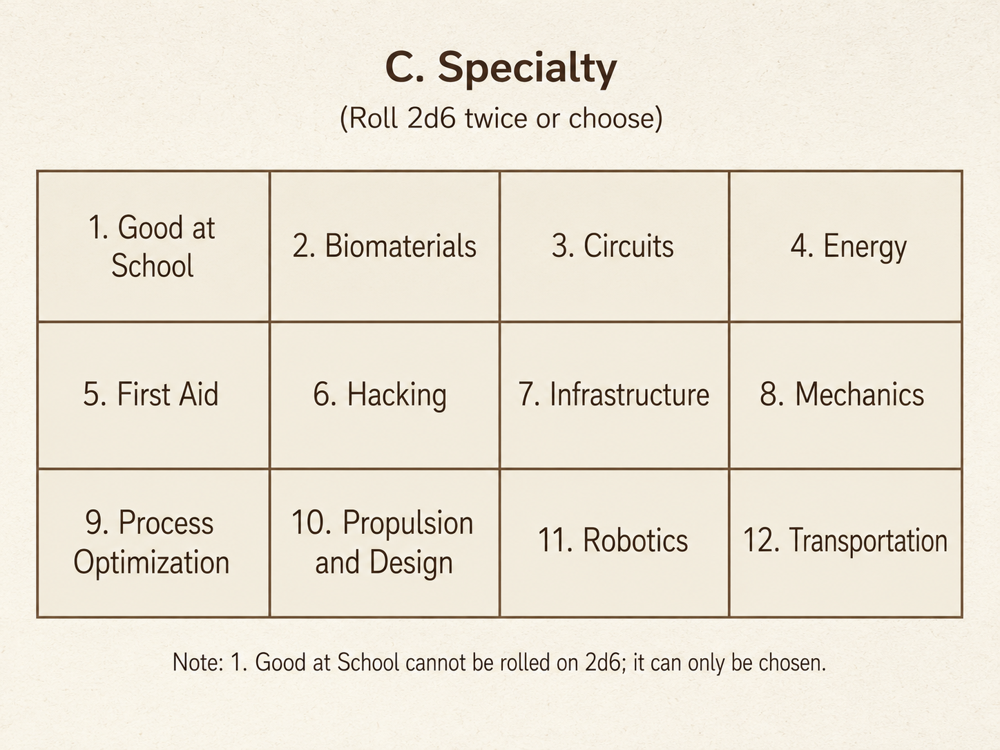 C. Specialty
(Roll 2d6 twice or choose)
1. Good at
School
2. Biomaterials
3. Circuits
4. Energy
5. First Aid
6. Hacking
7. Infrastructure
8. Mechanics
9. Process
Optimization
10. Propulsion
and Design
11. Robotics
12. Transportation
Note: 1. Good at School cannot be rolled on 2d6; it can only be chosen.